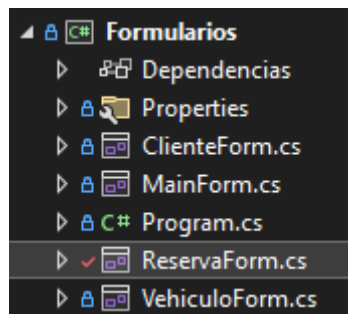 C# Formularios
Dependencias
Properties
ClienteForm.cs
MainForm.cs
C# Program.cs
ReservaForm.cs
VehiculoForm.cs